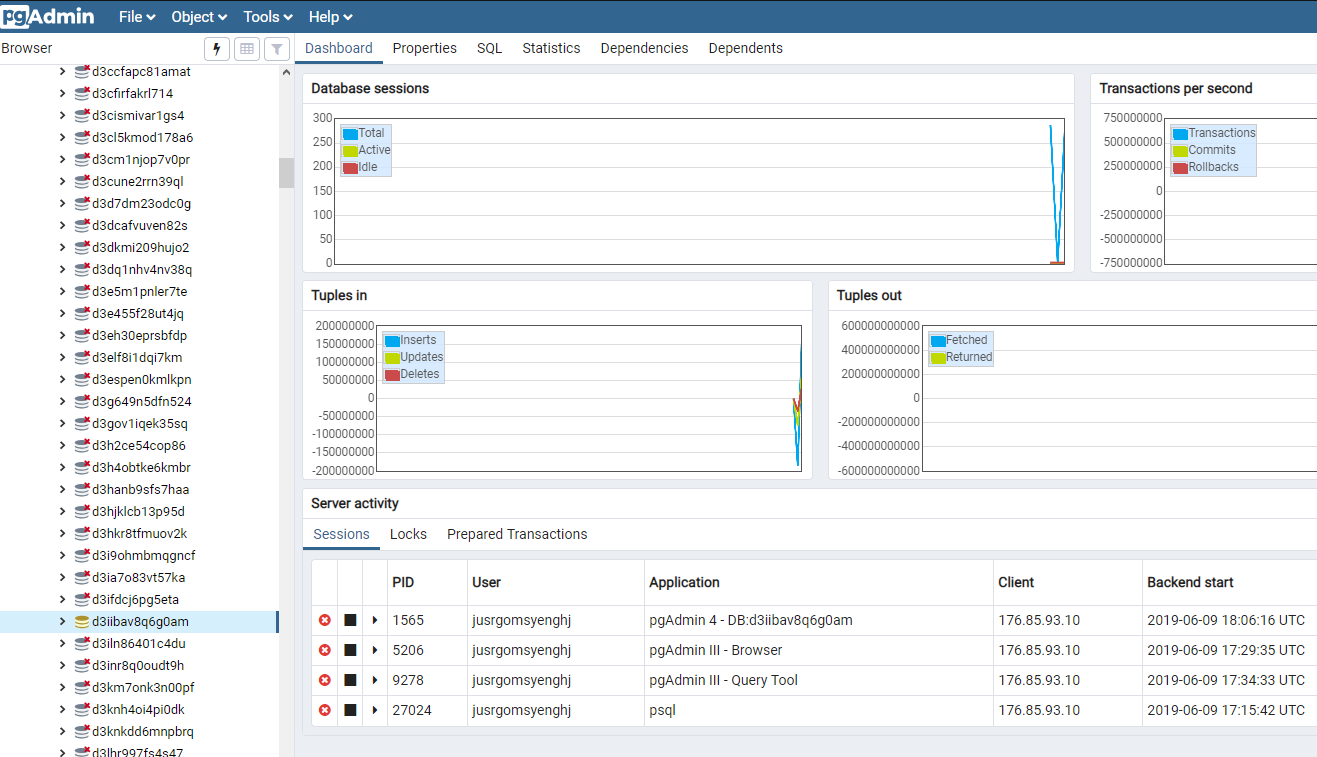 pgAdmin File Object Tools Help
Browser
Dashboard Properties SQL Statistics Dependencies Dependents
d3ccfapc81amat
d3cfirfakrl714
d3cismivar1gs4
d3cl5kmod178a6
d3cm1njop7v0pr
d3cune2rrn39ql
d3d7dm23odc0g
d3dcafvuven82s
d3dkmi209hujo2
d3dq1nhv4nv38q
d3e5m1pnler7te
d3e455f28ut4jq
d3eh30eprsbfdp
d3elf8i1dqi7km
d3espen0kmlkpn
d3g649n5dfn524
d3gov1iqek35sq
d3h2ce54cop86
d3h4obtke6kmbr
d3hanb9sfs7haa
d3hjklcb13p95d
d3hkr8tfmuov2k
d3i9ohmbmqgncf
d3ia7o83vt57ka
d3ifdcj6pg5eta
d3iibav8q6g0am
d3iln86401c4du
d3inr8q0oudt9h
d3km7onk3n00pf
d3knh4oi4pi0dk
d3knkdd6mnpbrq
d3lhr997fs4s47
Database sessions
300
250
200
150
100
50
0
Total
Active
Idle
Transactions per second
750000000
500000000
250000000
0
-250000000
-500000000
-750000000
Transactions
Commits
Rollbacks
Tuples in
200000000
150000000
100000000
50000000
0
-50000000
-100000000
-150000000
-200000000
Inserts
Updates
Deletes
Tuples out
600000000000
400000000000
200000000000
0
-200000000000
-400000000000
-600000000000
Fetched
Returned
Server activity
Sessions Locks Prepared Transactions
PID User Application Client Backend start
1565 jusrgomsyenghj pgAdmin 4 - DB:d3iibav8q6g0am 176.85.93.10 2019-06-09 18:06:16 UTC
5206 jusrgomsyenghj pgAdmin III - Browser 176.85.93.10 2019-06-09 17:29:35 UTC
9278 jusrgomsyenghj pgAdmin III - Query Tool 176.85.93.10 2019-06-09 17:34:33 UTC
27024 jusrgomsyenghj psql 176.85.93.10 2019-06-09 17:15:42 UTC